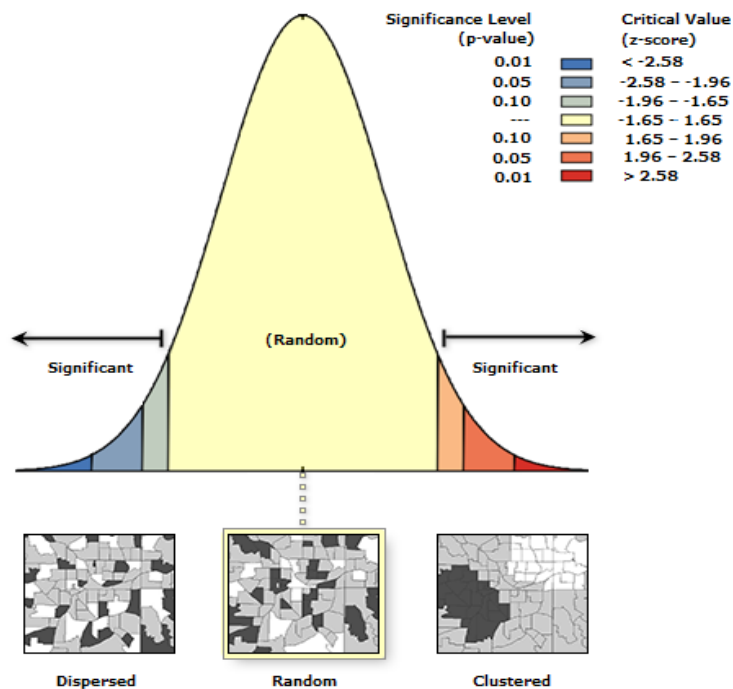 Significance Level Critical Value
(p-value) (z-score)
0.01 < -2.58
0.05 -2.58 – -1.96
0.10 -1.96 – -1.65
--- -1.65 – 1.65
0.10 1.65 – 1.96
0.05 1.96 – 2.58
0.01 > 2.58
(Random)
Significant Significant
Dispersed Random Clustered